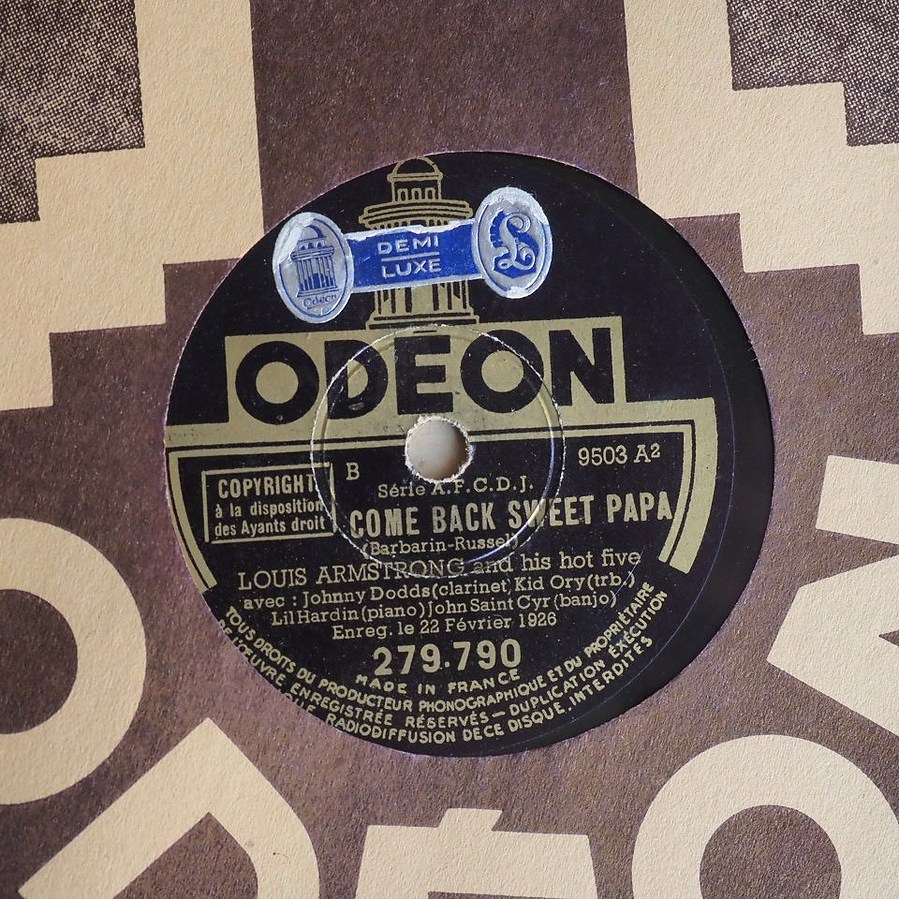 DEMI
LUXE
Odeon
L
ODEON
B
9503 A2
COPYRIGHT
à la disposition
des Ayants droit
Série A.F.C.D.J.
COME BACK SWEET PAPA
(Barbarin-Russel)
LOUIS ARMSTRONG and his hot five
avec : Johnny Dodds (clarinet, Kid Ory (trb.)
Lil Hardin (piano) John Saint Cyr (banjo)
Enreg. le 22 Février 1926
279.790
MADE IN FRANCE
TOUS DROITS DU PRODUCTEUR PHONOGRAPHIQUE ET DU PROPRIÉTAIRE
DE L'ŒUVRE ENREGISTRÉE RÉSERVÉS — DUPLICATION EXÉCUTION
RADIODIFFUSION DE CE DISQUE INTERDITES
ODEON